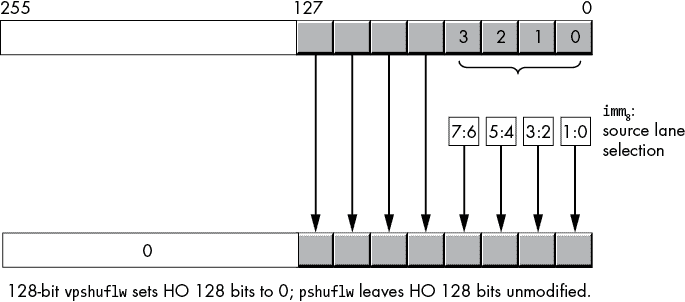 255 127 0
3 2 1 0
imm8:
7:6 5:4 3:2 1:0 source lane
selection
0
128-bit vpshuflw sets HO 128 bits to 0; pshuflw leaves HO 128 bits unmodified.